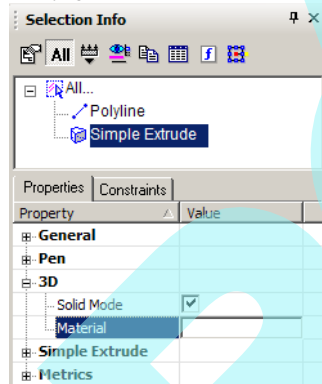 Selection Info
All
All...
Polyline
Simple Extrude
Properties Constraints
Property Value
General
Pen
3D
Solid Mode
Material
Simple Extrude
Metrics